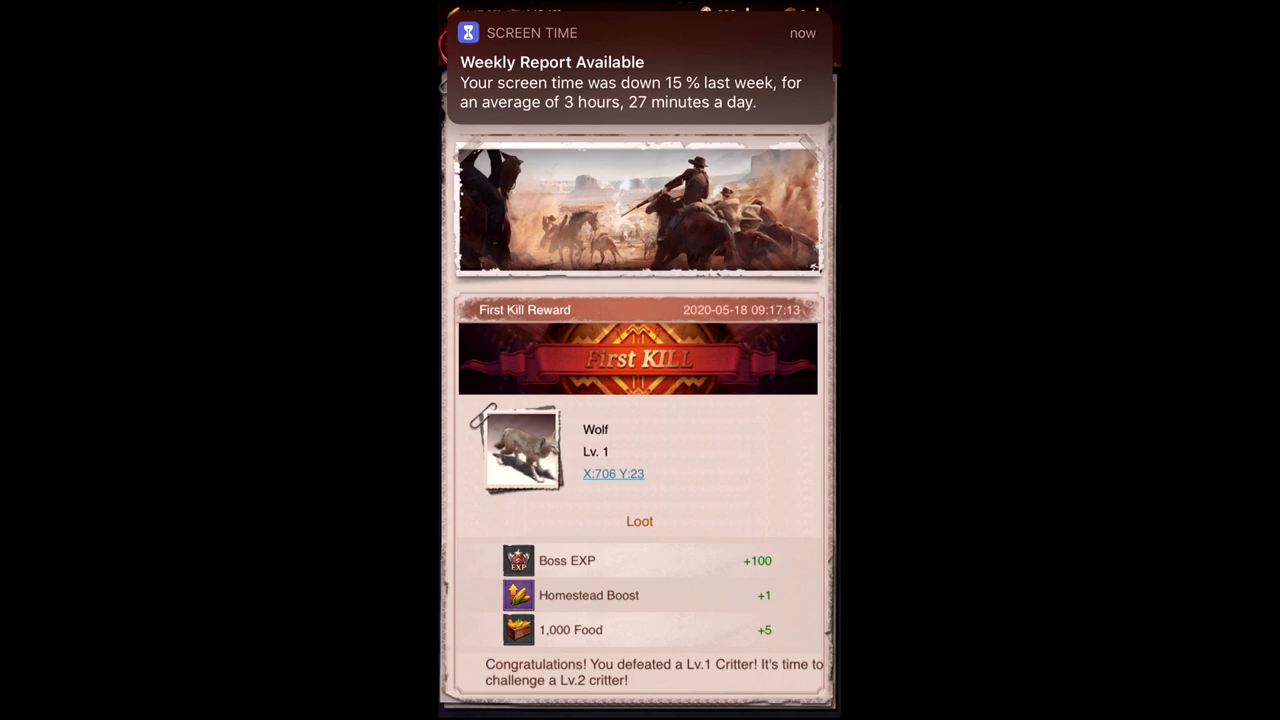 SCREEN TIME now
Weekly Report Available
Your screen time was down 15 % last week, for
an average of 3 hours, 27 minutes a day.
First Kill Reward 2020-05-18 09:17:13
First KILL
Wolf
Lv. 1
X:706 Y:23
Loot
EXP
Boss EXP +100
Homestead Boost +1
1,000 Food +5
Congratulations! You defeated a Lv.1 Critter! It's time to
challenge a Lv.2 critter!